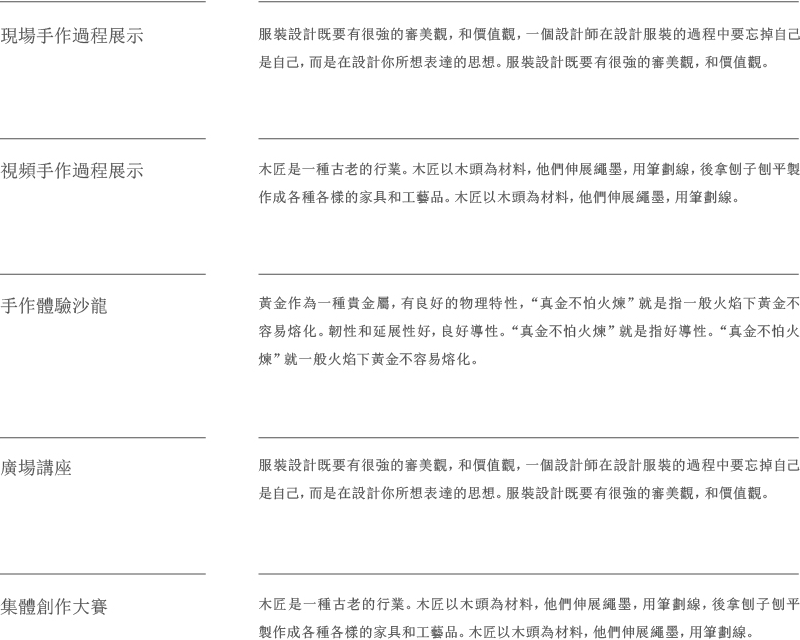 現場手作過程展示
服裝設計既要有很強的審美觀，和價值觀，一個設計師在設計服裝的過程中要忘掉自己
是自己，而是在設計你所想表達的思想。服裝設計既要有很強的審美觀，和價值觀。
視頻手作過程展示
木匠是一種古老的行業。木匠以木頭為材料，他們伸展繩墨，用筆劃線，後拿刨子刨平製
作成各種各樣的家具和工藝品。木匠以木頭為材料，他們伸展繩墨，用筆劃線。
手作體驗沙龍
黃金作為一種貴金屬，有良好的物理特性，“真金不怕火煉”就是指一般火焰下黃金不
容易熔化。韌性和延展性好，良好導性。“真金不怕火煉”就是指好導性。“真金不怕火
煉”就一般火焰下黃金不容易熔化。
廣場講座
服裝設計既要有很強的審美觀，和價值觀，一個設計師在設計服裝的過程中要忘掉自己
是自己，而是在設計你所想表達的思想。服裝設計既要有很強的審美觀，和價值觀。
集體創作大賽
木匠是一種古老的行業。木匠以木頭為材料，他們伸展繩墨，用筆劃線，後拿刨子刨平
製作成各種各樣的家具和工藝品。木匠以木頭為材料，他們伸展繩墨，用筆劃線。